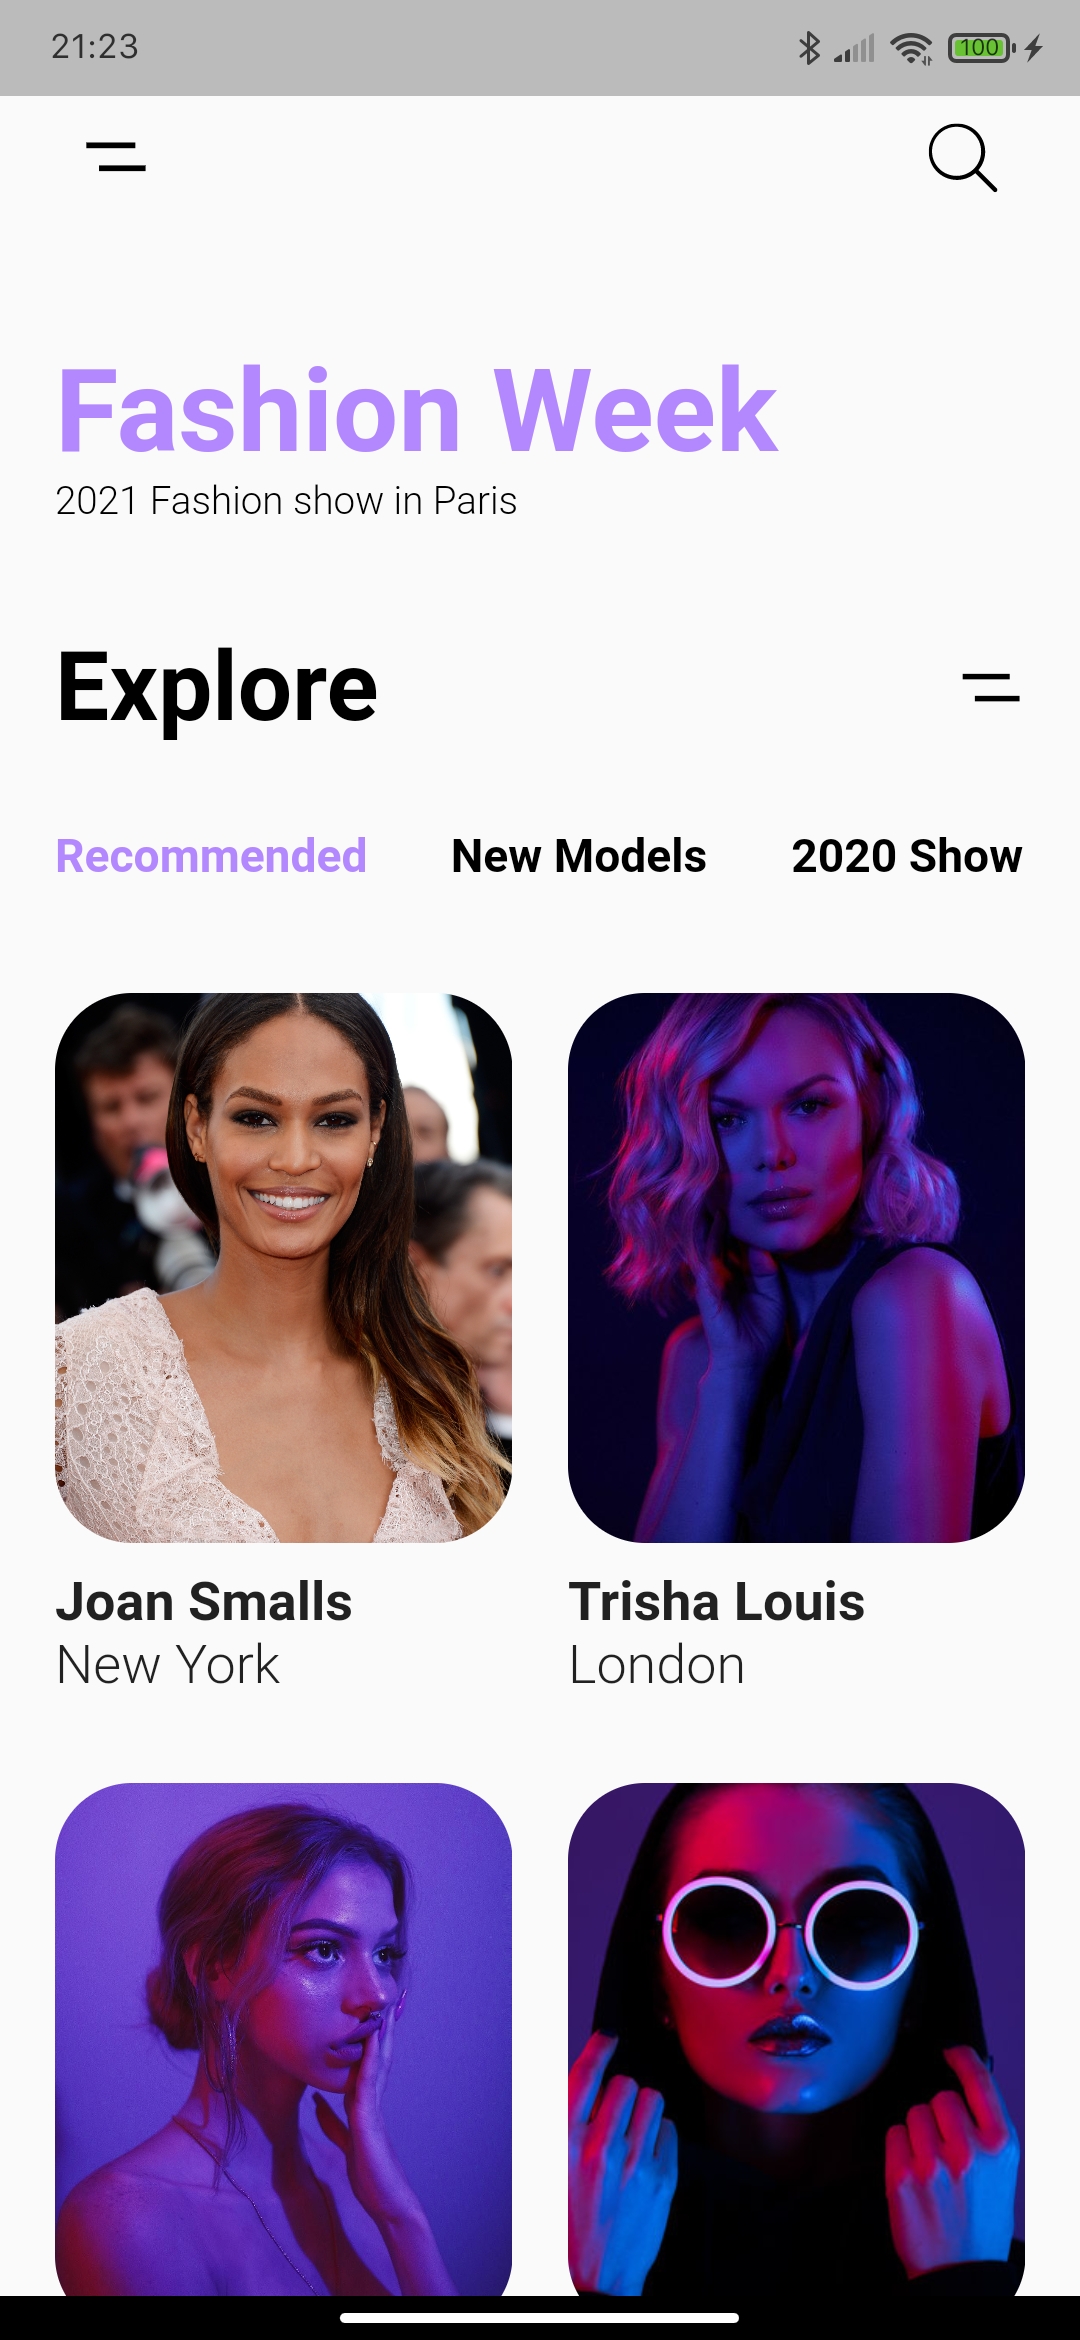 21:23
100
Fashion Week
2021 Fashion show in Paris
Explore
Recommended New Models 2020 Show
Joan Smalls Trisha Louis
New York London